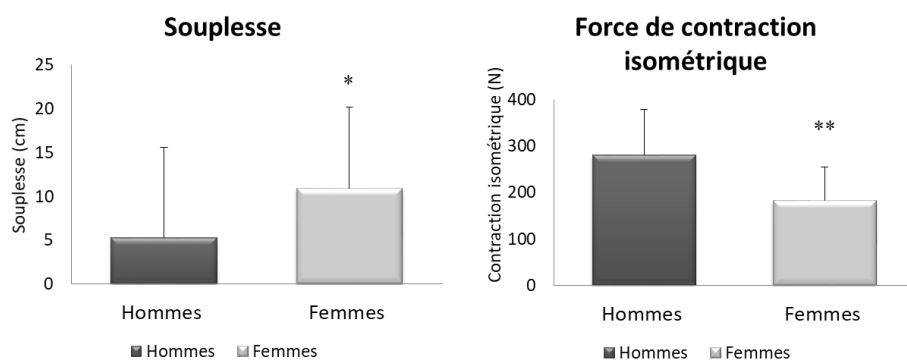 Souplesse
25
20
15
10
5
0
Souplesse (cm)
*
Hommes Femmes
Hommes Femmes
Force de contraction
isométrique
400
300
200
100
0
Contraction isométrique (N)
**
Hommes Femmes
Hommes Femmes